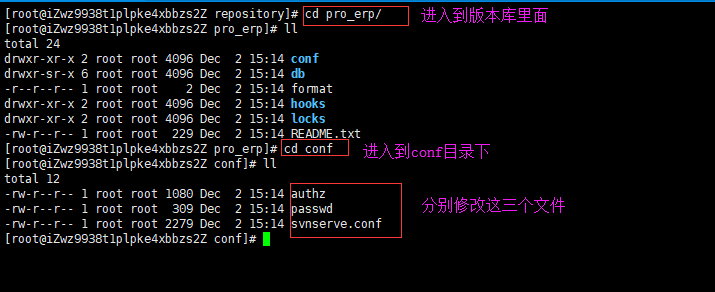 [root@iZwz9938t1plpke4xbbzs2Z repository]# cd pro_erp/ 进入到版本库里面
[root@iZwz9938t1plpke4xbbzs2Z pro_erp]# ll
total 24
drwxr-xr-x 2 root root 4096 Dec  2 15:14 conf
drwxr-sr-x 6 root root 4096 Dec  2 15:14 db
-r--r--r-- 1 root root    2 Dec  2 15:14 format
drwxr-xr-x 2 root root 4096 Dec  2 15:14 hooks
drwxr-xr-x 2 root root 4096 Dec  2 15:14 locks
-rw-r--r-- 1 root root  229 Dec  2 15:14 README.txt
[root@iZwz9938t1plpke4xbbzs2Z pro_erp]# cd conf 进入到conf目录下
[root@iZwz9938t1plpke4xbbzs2Z conf]# ll
total 12
-rw-r--r-- 1 root root 1080 Dec  2 15:14 authz
-rw-r--r-- 1 root root  309 Dec  2 15:14 passwd 分别修改这三个文件
-rw-r--r-- 1 root root 2279 Dec  2 15:14 svnserve.conf
[root@iZwz9938t1plpke4xbbzs2Z conf]#